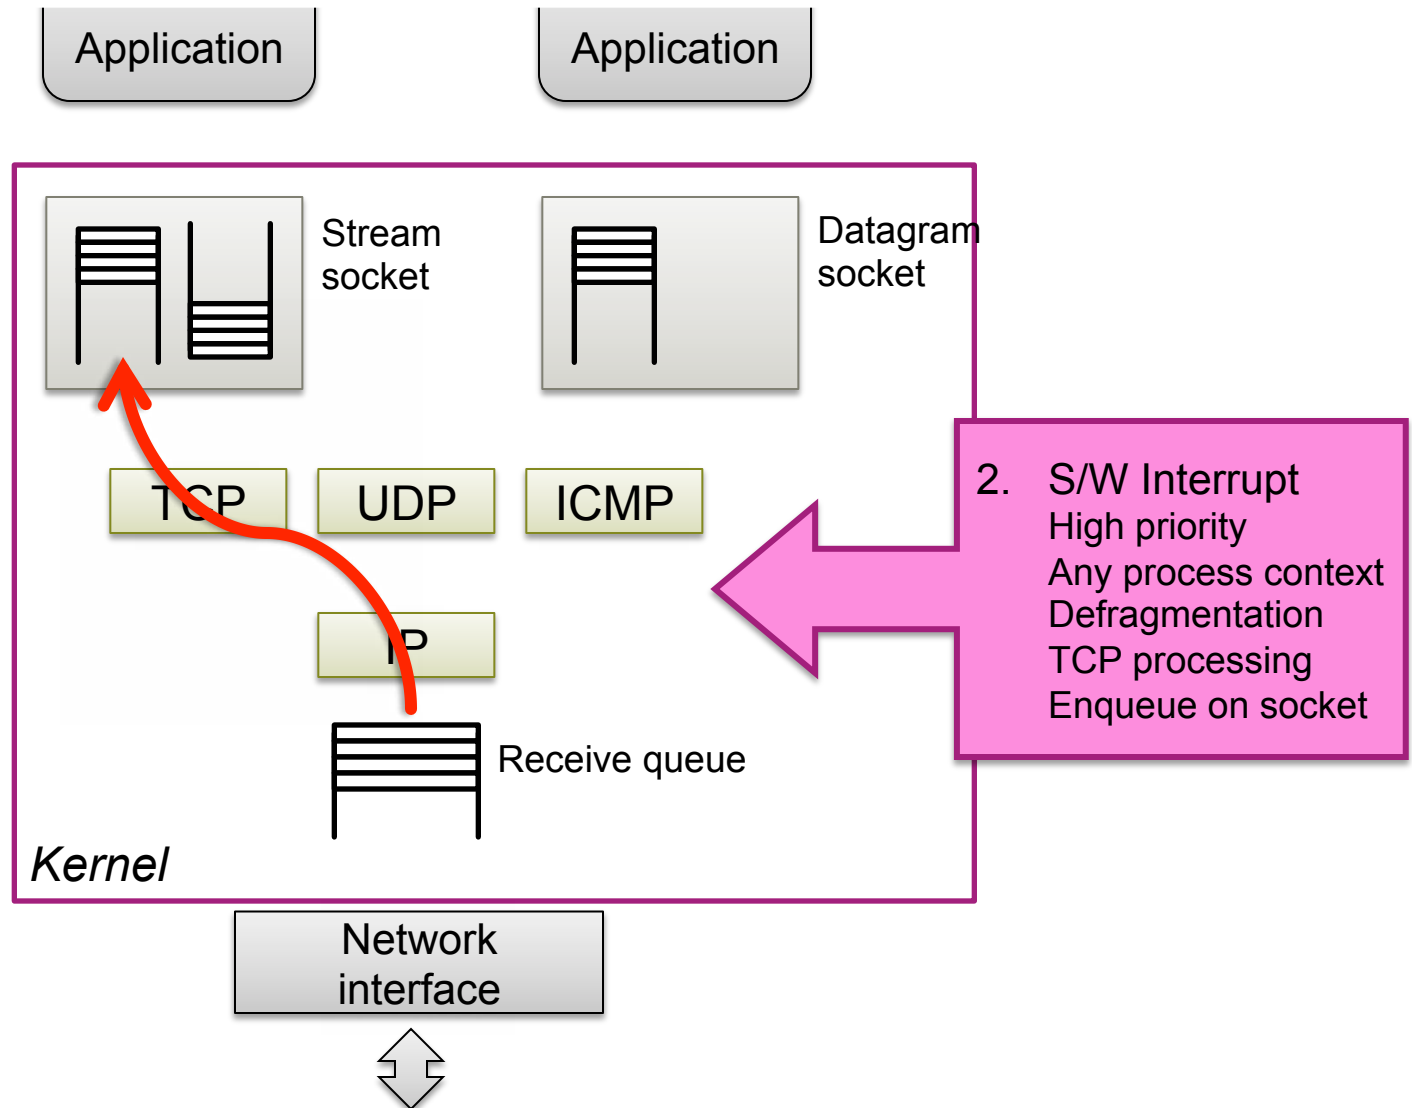 Application
Application
Stream
socket
Datagram
socket
TCP
UDP
ICMP
IP
Receive queue
Kernel
Network
interface
2. S/W Interrupt
High priority
Any process context
Defragmentation
TCP processing
Enqueue on socket